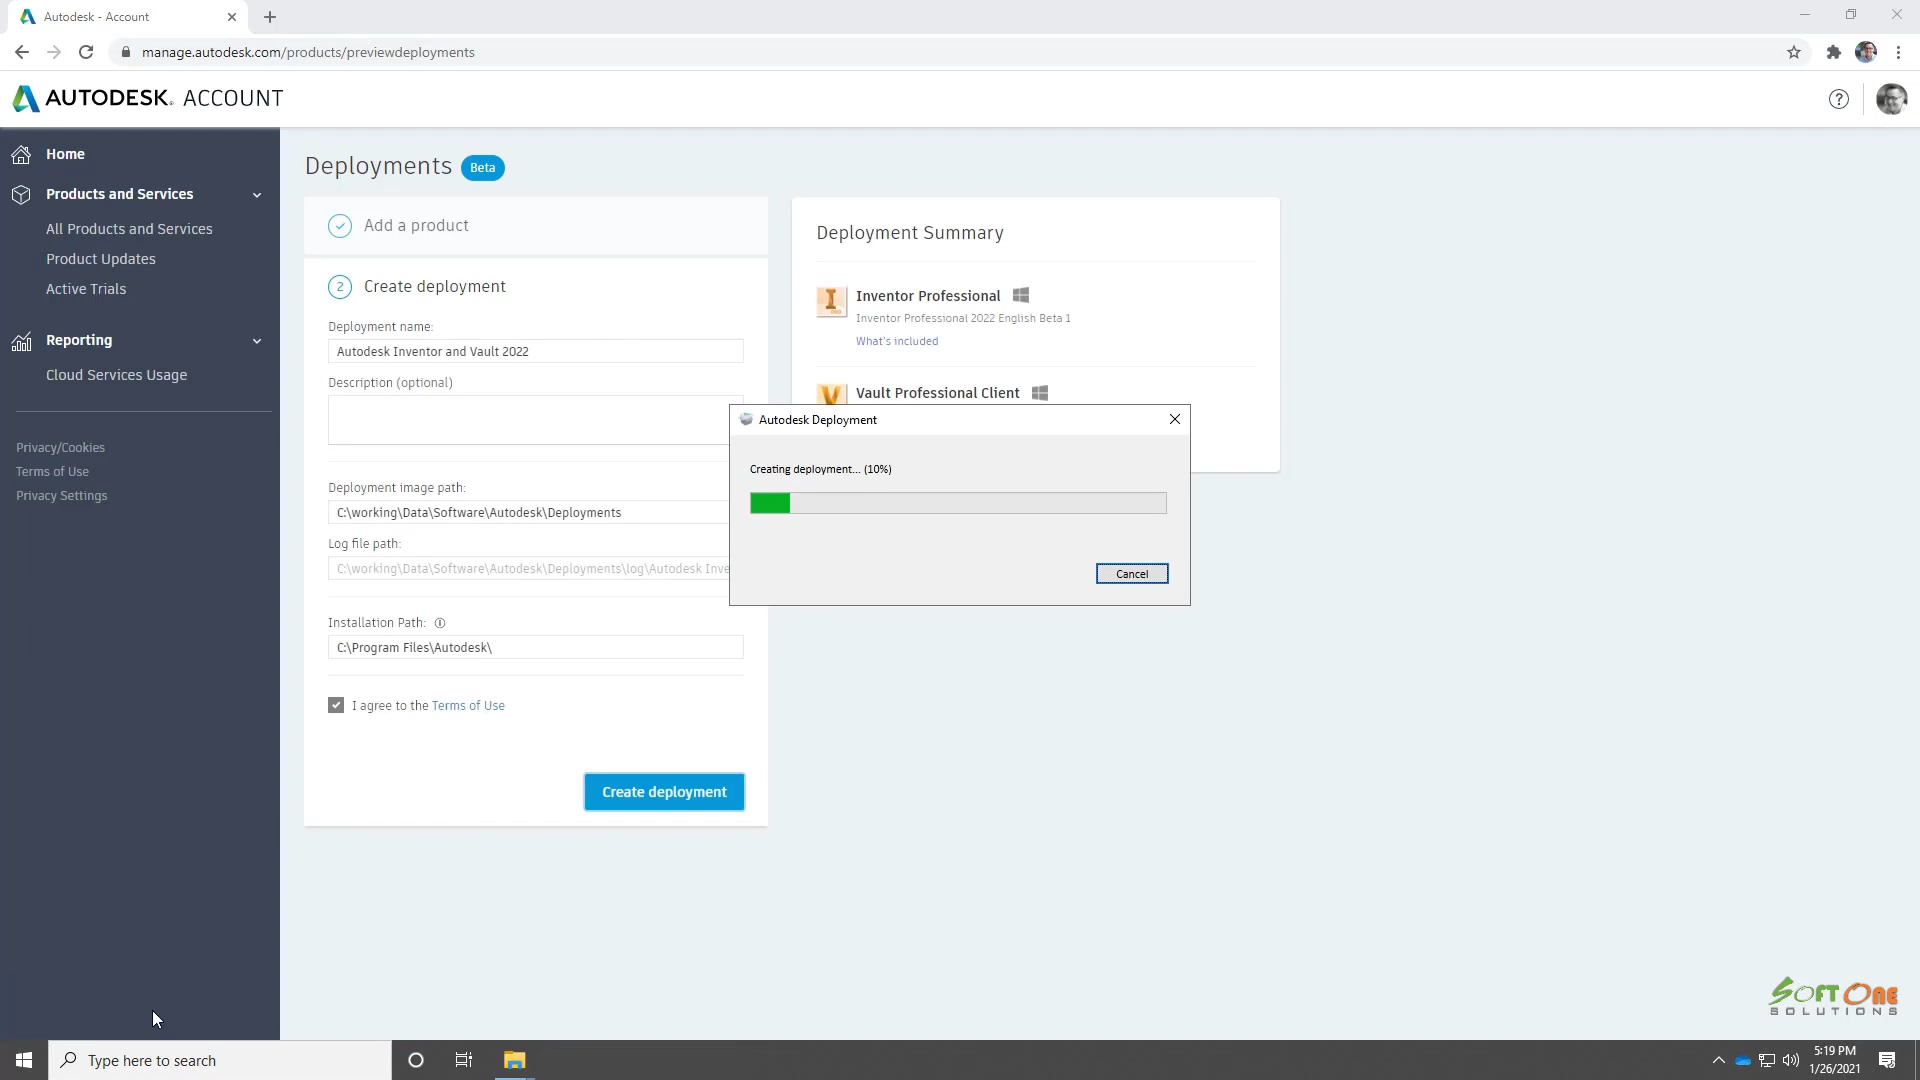 Autodesk - Account
manage.autodesk.com/products/previewdeployments
AUTODESK® ACCOUNT
Home
Products and Services
All Products and Services
Product Updates
Active Trials
Reporting
Cloud Services Usage
Privacy/Cookies
Terms of Use
Privacy Settings
Deployments Beta
Add a product
2 Create deployment
Deployment name:
Autodesk Inventor and Vault 2022
Description (optional)
Deployment image path:
C:\working\Data\Software\Autodesk\Deployments
Log file path:
C:\working\Data\Software\Autodesk\Deployments\log\Autodesk Inve
Installation Path:
C:\Program Files\Autodesk\
I agree to the Terms of Use
Create deployment
Deployment Summary
Inventor Professional
Inventor Professional 2022 English Beta 1
What's included
Vault Professional Client
Autodesk Deployment
Creating deployment... (10%)
Cancel
SOFT ONE
SOLUTIONS
Type here to search
5:19 PM
1/26/2021